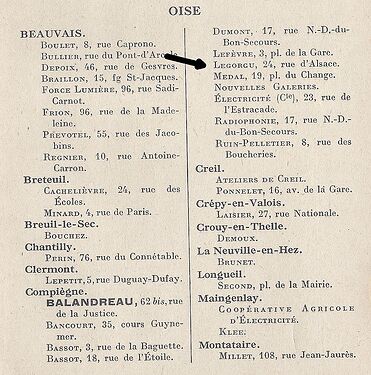 OISE
BEAUVAIS.
BOULET, 8, rue Caprono.
BULLIER, rue du Pont-d'Arcole
DEPOIX, 46, rue de Gesvres.
BRAILLON, 15, fg St-Jacques.
FORCE LUMIÈRE, 96, rue Sadi-
Carnot.
FRION, 96, rue de la Made-
leine.
PREVOTEL, 55, rue des Jaco-
bins.
REGNIER, 10, rue Antoine-
Carron.
Breteuil.
CACHELIÈVRE, 24, rue des
Écoles.
MINARD, 4, rue de Paris.
Breuil-le-Sec.
BOUCHEZ.
Chantilly.
PERIN, 76, rue du Connétable.
Clermont.
LEPETIT, 5, rue Duguay-Dufay.
Compiègne.
BALANDREAU, 62 bis, rue
de la Justice.
BANCOURT, 35, cours Guyne-
mer.
BASSOT, 3, rue de la Baguette.
BASSOT, 18, rue de l'Étoile.
DUMONT, 17, rue N.-D.-du-
Bon-Secours.
LEFÈVRE, 3, pl. de la Gare.
LEGORGU, 24, rue d'Alsace.
MEDAL, 19, pl. du Change.
NOUVELLES GALERIES.
ÉLECTRICITÉ (Cie), 23, rue de
l'Estracade.
RADIOPHONIE, 17, rue N.-D.-
du-Bon-Secours.
RUIN-PELLETIER, 8, rue des
Boucheries.
Creil.
ATELIERS DE CREIL.
PONNELET, 16, av. de la Gare.
Crépy-en-Valois.
LAISIER, 27, rue Nationale.
Crouy-en-Thelle.
DEMOUX.
La Neuville-en-Hez.
BRUNET.
Longueil.
SECOND, pl. de la Mairie.
Maingenlay.
COOPÉRATIVE AGRICOLE
D'ÉLECTRICITÉ.
KLEE.
Montataire.
MILLET, 108, rue Jean-Jaurès.